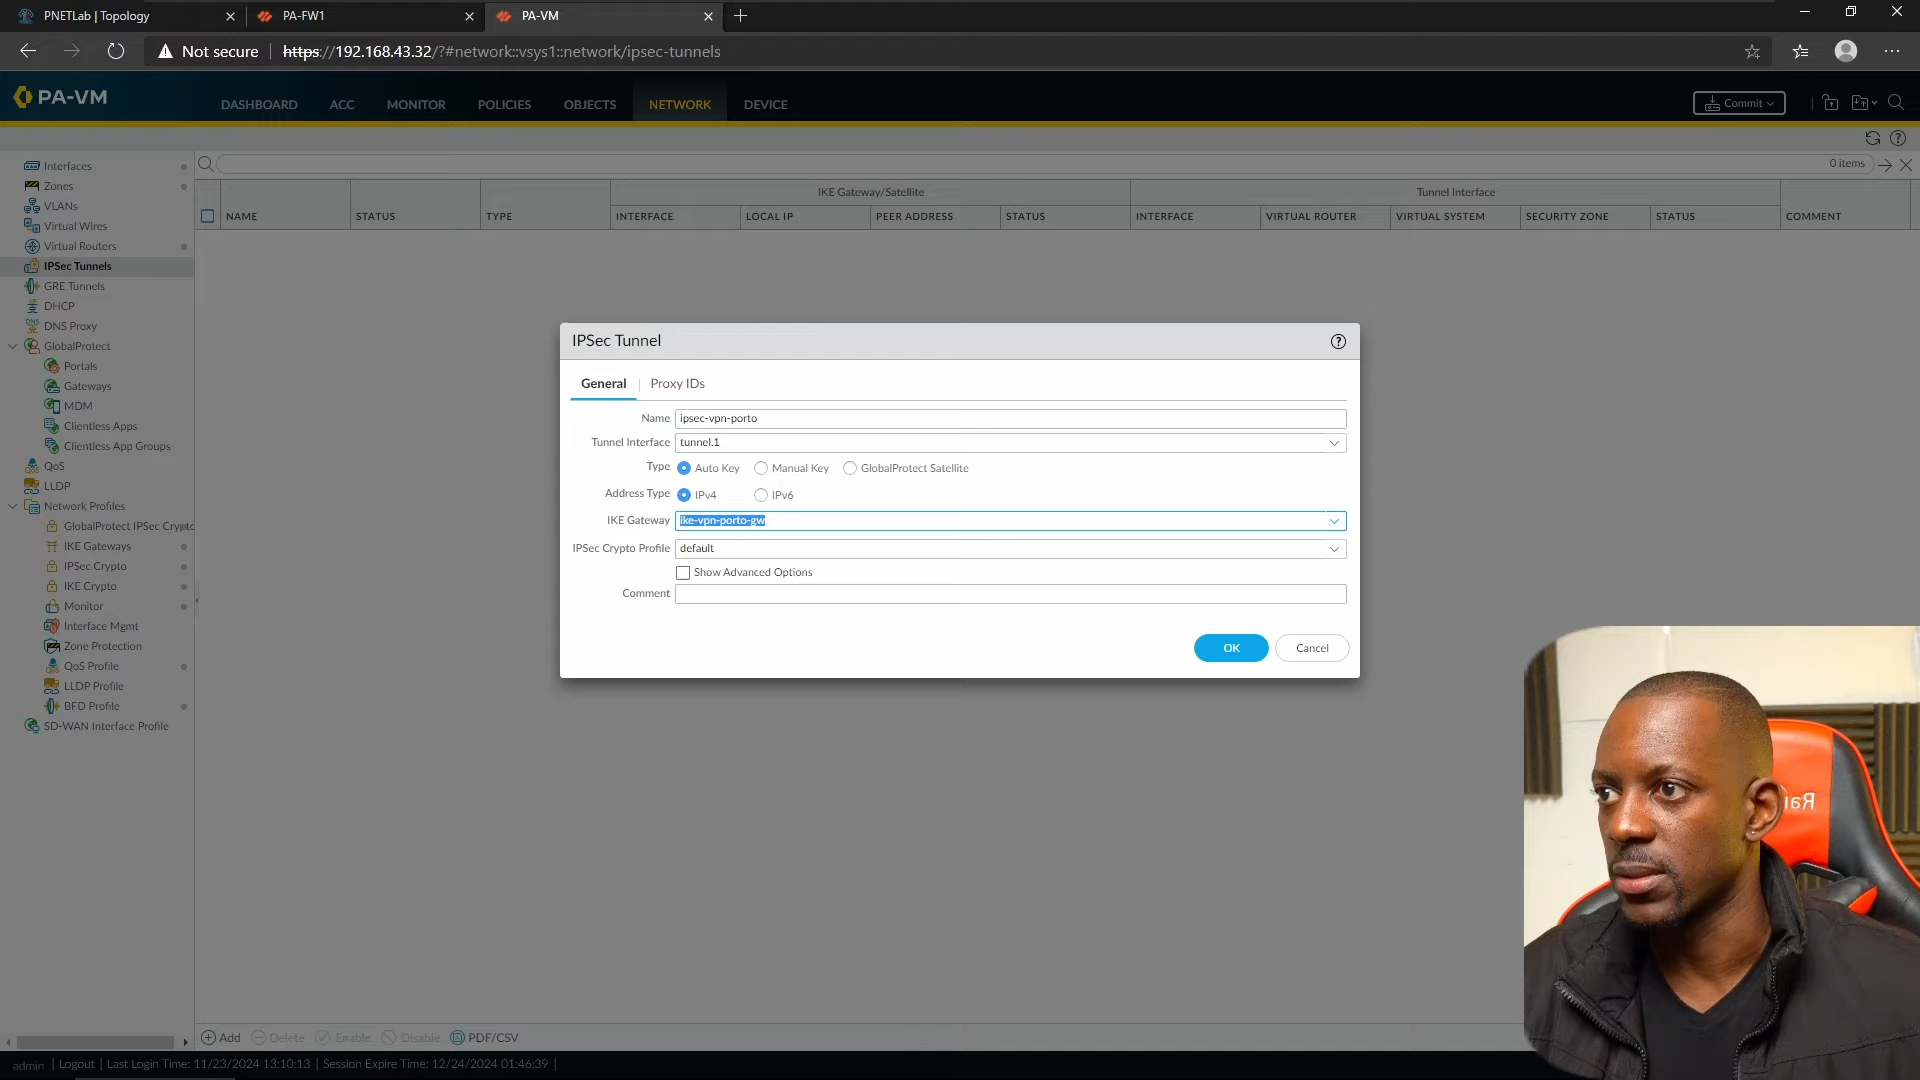 PNETLab | Topology
PA-FW1
PA-VM
Not secure
https://192.168.43.32/?#network::vsys1::network/ipsec-tunnels
PA-VM
DASHBOARD
ACC
MONITOR
POLICIES
OBJECTS
NETWORK
DEVICE
Commit
Interfaces
Zones
VLANs
Virtual Wires
Virtual Routers
IPSec Tunnels
GRE Tunnels
DHCP
DNS Proxy
GlobalProtect
Portals
Gateways
MDM
Clientless Apps
Clientless App Groups
QoS
LLDP
Network Profiles
GlobalProtect IPSec Crypto
IKE Gateways
IPSec Crypto
IKE Crypto
Monitor
Interface Mgmt
Zone Protection
QoS Profile
LLDP Profile
BFD Profile
SD-WAN Interface Profile
0 items
IKE Gateway/Satellite
Tunnel Interface
NAME
STATUS
TYPE
INTERFACE
LOCAL IP
PEER ADDRESS
STATUS
INTERFACE
VIRTUAL ROUTER
VIRTUAL SYSTEM
SECURITY ZONE
STATUS
COMMENT
IPSec Tunnel
General
Proxy IDs
Name ipsec-vpn-porto
Tunnel Interface tunnel.1
Type Auto Key Manual Key GlobalProtect Satellite
Address Type IPv4 IPv6
IKE Gateway ike-vpn-porto-gw
IPSec Crypto Profile default
Show Advanced Options
Comment
OK
Cancel
Add
Delete
Enable
Disable
PDF/CSV
admin | Logout | Last Login Time: 11/23/2024 13:10:13 | Session Expire Time: 12/24/2024 01:46:39 |